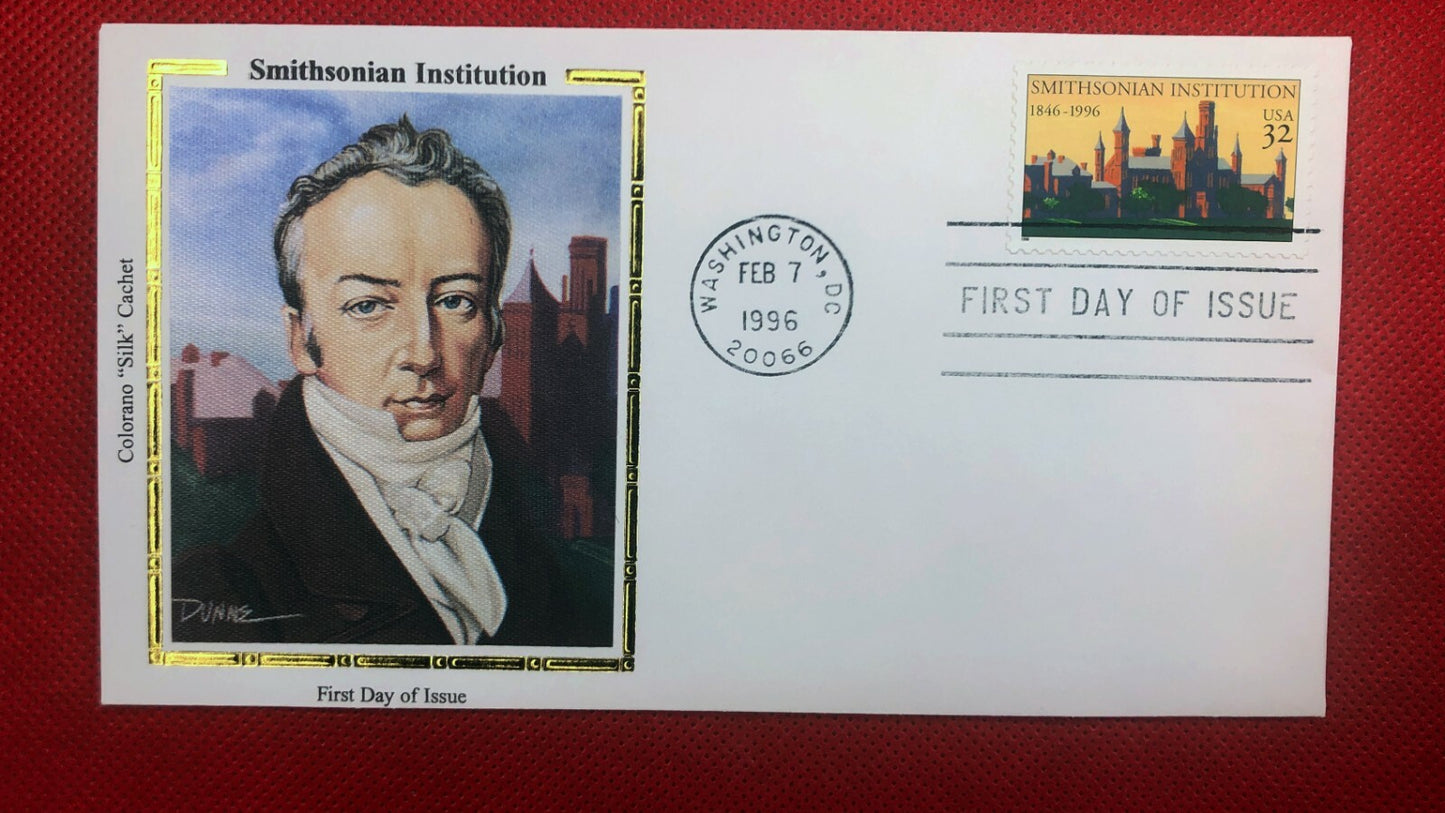 Smithsonian Institution
Colorano “Silk” Cachet
DUNNE
First Day of Issue
SMITHSONIAN INSTITUTION
1846-1996
USA
32
WASHINGTON, DC
FEB 7
1996
20066
FIRST DAY OF ISSUE